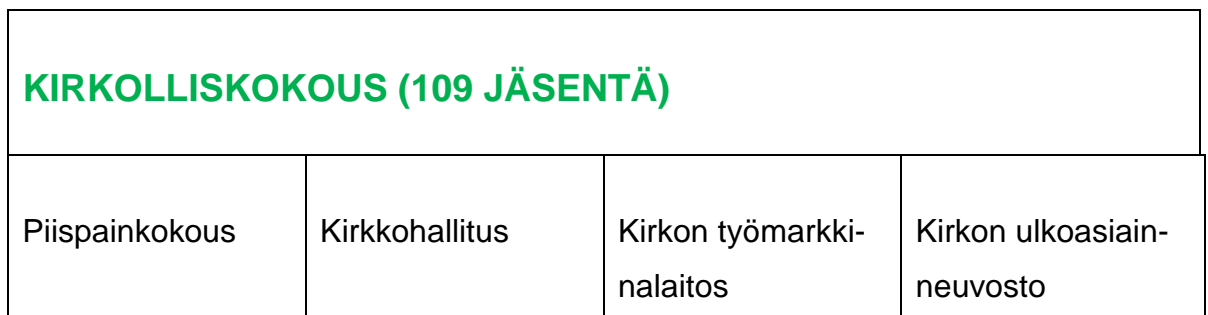 KIRKOLLISKOKOUS (109 JÄSENTÄ)
Piispainkokous
Kirkkohallitus
Kirkon työmarkki-
nalaitos
Kirkon ulkoasiain-
neuvosto